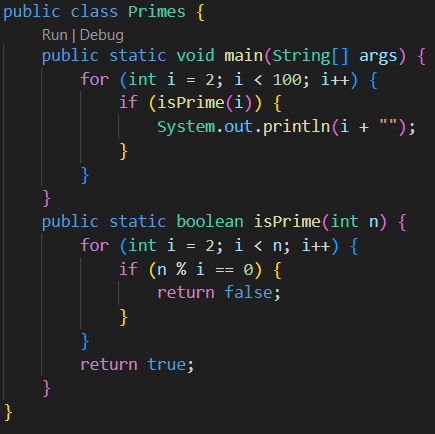 public class Primes {
Run | Debug
public static void main(String[] args) {
for (int i = 2; i < 100; i++) {
if (isPrime(i)) {
System.out.println(i + "");
}
}
}
public static boolean isPrime(int n) {
for (int i = 2; i < n; i++) {
if (n % i == 0) {
return false;
}
}
return true;
}
}